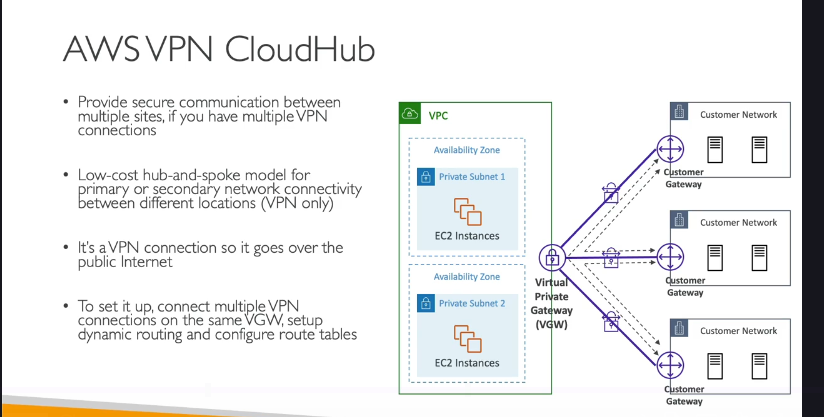 AWS VPN CloudHub
• Provide secure communication between
multiple sites, if you have multiple VPN
connections
• Low-cost hub-and-spoke model for
primary or secondary network connectivity
between different locations (VPN only)
• It's a VPN connection so it goes over the
public Internet
• To set it up, connect multiple VPN
connections on the same VGW, setup
dynamic routing and configure route tables
VPC
Availability Zone
Private Subnet 1
EC2 Instances
Availability Zone
Private Subnet 2
EC2 Instances
Virtual
Private
Gateway
(VGW)
Customer Network
Customer
Gateway
Customer Network
Customer
Gateway
Customer Network
Customer
Gateway